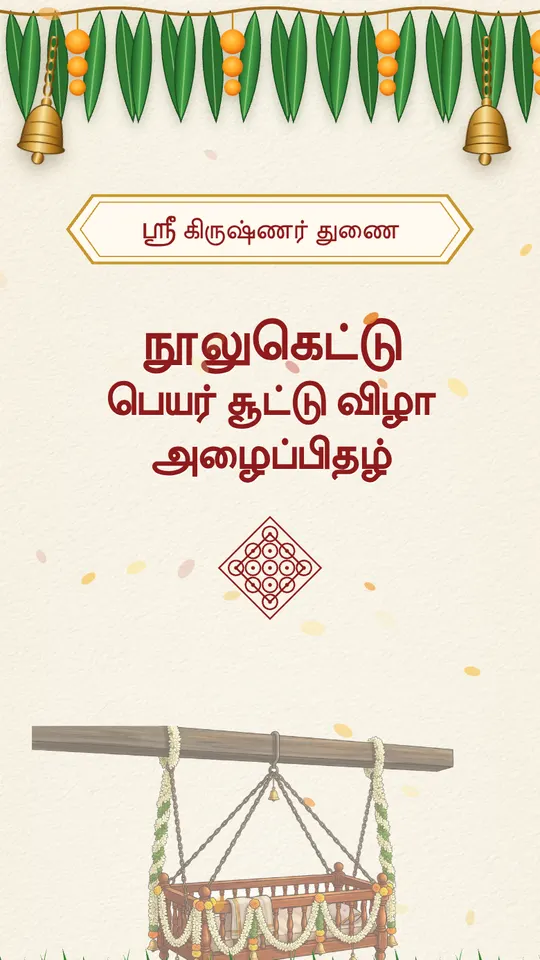 ஸ்ரீ கிருஷ்ணர் துணை
நூலுகெட்டு
பெயர் சூட்டு விழா
அழைப்பிதழ்